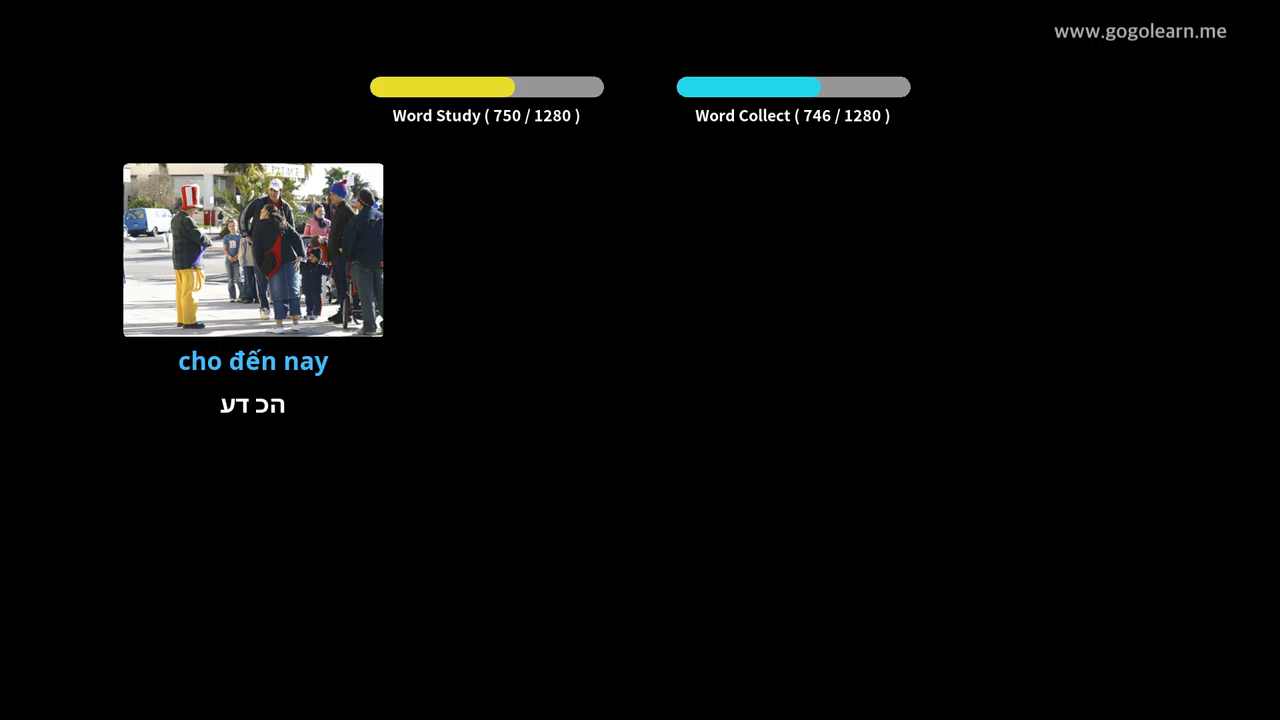 www.gogolearn.me
Word Study ( 750 / 1280 )
Word Collect ( 746 / 1280 )
cho đến nay
הכ דע